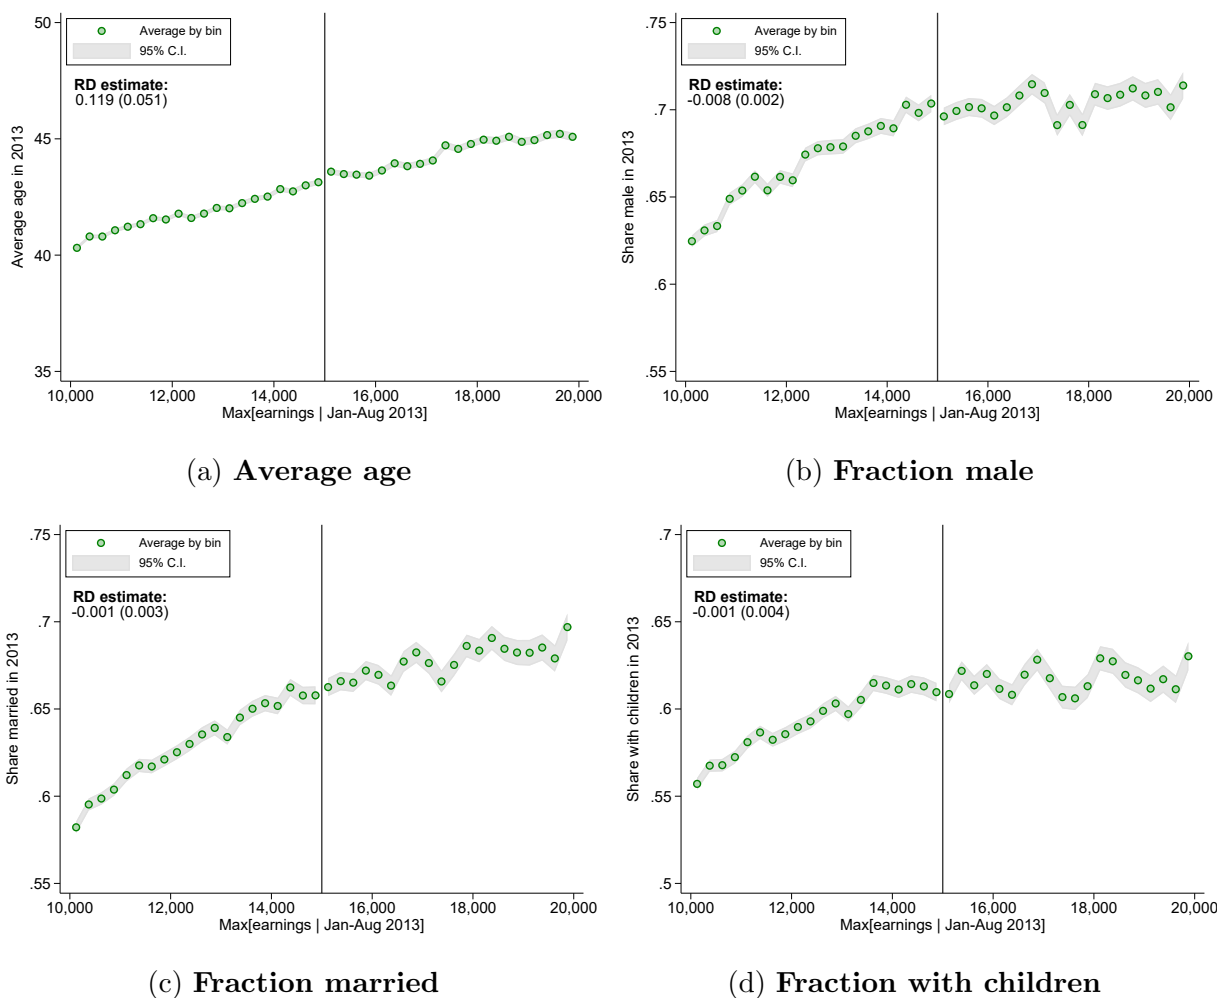 50
45
40
35
Average age in 2013
Average by bin
95% C.I.
RD estimate:
0.119 (0.051)
10,000 12,000 14,000 16,000 18,000 20,000
Max[earnings | Jan-Aug 2013]
(a) Average age
.75
.7
.65
.6
.55
Share male in 2013
Average by bin
95% C.I.
RD estimate:
-0.008 (0.002)
10,000 12,000 14,000 16,000 18,000 20,000
Max[earnings | Jan-Aug 2013]
(b) Fraction male
.75
.7
.65
.6
.55
Share married in 2013
Average by bin
95% C.I.
RD estimate:
-0.001 (0.003)
10,000 12,000 14,000 16,000 18,000 20,000
Max[earnings | Jan-Aug 2013]
(c) Fraction married
.7
.65
.6
.55
.5
Share with children in 2013
Average by bin
95% C.I.
RD estimate:
-0.001 (0.004)
10,000 12,000 14,000 16,000 18,000 20,000
Max[earnings | Jan-Aug 2013]
(d) Fraction with children